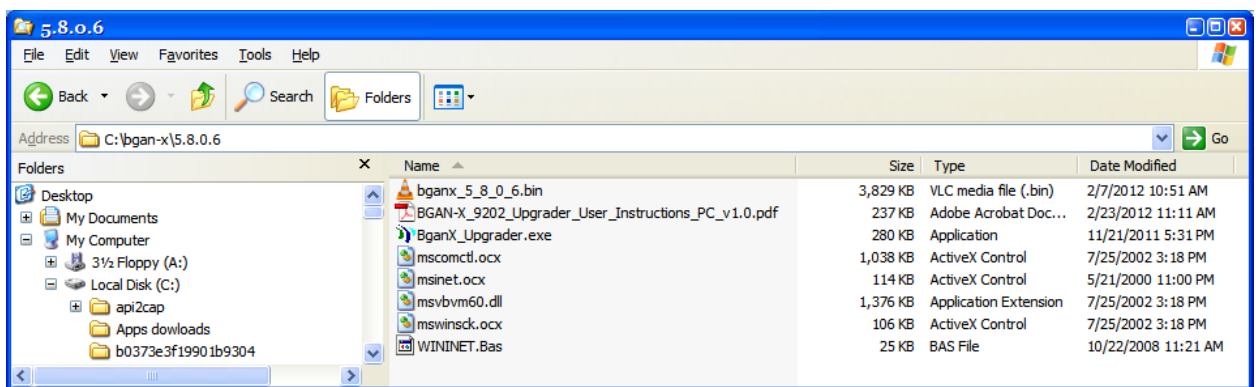 5.8.0.6
File Edit View Favorites Tools Help
Back Search Folders
Address C:\bgan-x\5.8.0.6 Go
Folders x Name Size Type Date Modified
Desktop
My Documents
My Computer
3½ Floppy (A:)
Local Disk (C:)
api2cap
Apps dowloads
b0373e3f19901b9304
bganx_5_8_0_6.bin 3,829 KB VLC media file (.bin) 2/7/2012 10:51 AM
BGAN-X_9202_Upgrader_User_Instructions_PC_v1.0.pdf 237 KB Adobe Acrobat Doc... 2/23/2012 11:11 AM
BganX_Upgrader.exe 280 KB Application 11/21/2011 5:31 PM
mscomctl.ocx 1,038 KB ActiveX Control 7/25/2002 3:18 PM
msinet.ocx 114 KB ActiveX Control 5/21/2000 11:00 PM
msvbvm60.dll 1,376 KB Application Extension 7/25/2002 3:18 PM
mswinsck.ocx 106 KB ActiveX Control 7/25/2002 3:18 PM
WININET.Bas 25 KB BAS File 10/22/2008 11:21 AM